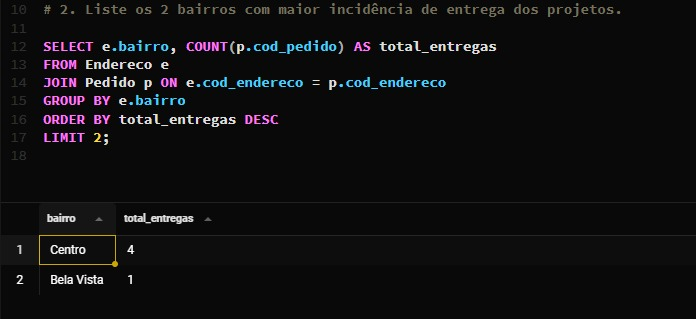 10 # 2. Liste os 2 bairros com maior incidência de entrega dos projetos.
11
12 SELECT e.bairro, COUNT(p.cod_pedido) AS total_entregas
13 FROM Endereco e
14 JOIN Pedido p ON e.cod_endereco = p.cod_endereco
15 GROUP BY e.bairro
16 ORDER BY total_entregas DESC
17 LIMIT 2;
18
bairro total_entregas
1 Centro 4
2 Bela Vista 1